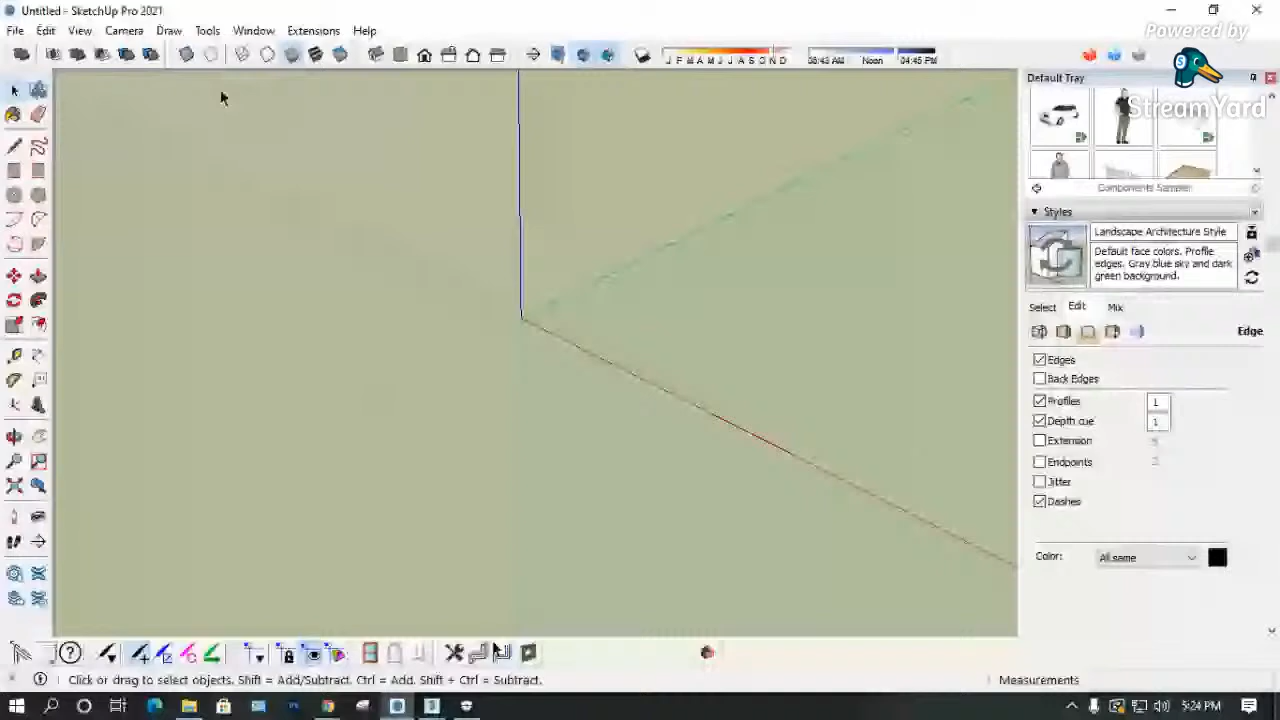 Untitled - SketchUp Pro 2021
File Edit View Camera Draw Tools Window Extensions Help
Powered by
StreamYard
J F M A M J J A S O N D
06:43 AM Noon 04:45 PM
Default Tray
Components Sampler
Styles
Landscape Architecture Style
Default face colors. Profile
edges. Gray blue sky and dark
green background.
Select Edit Mix
Edge
Edges
Back Edges
Profiles 1
Depth cue 1
Extension
Endpoints
Jitter
Dashes
Color: All same
Click or drag to select objects. Shift = Add/Subtract. Ctrl = Add. Shift + Ctrl = Subtract.
Measurements
5:24 PM